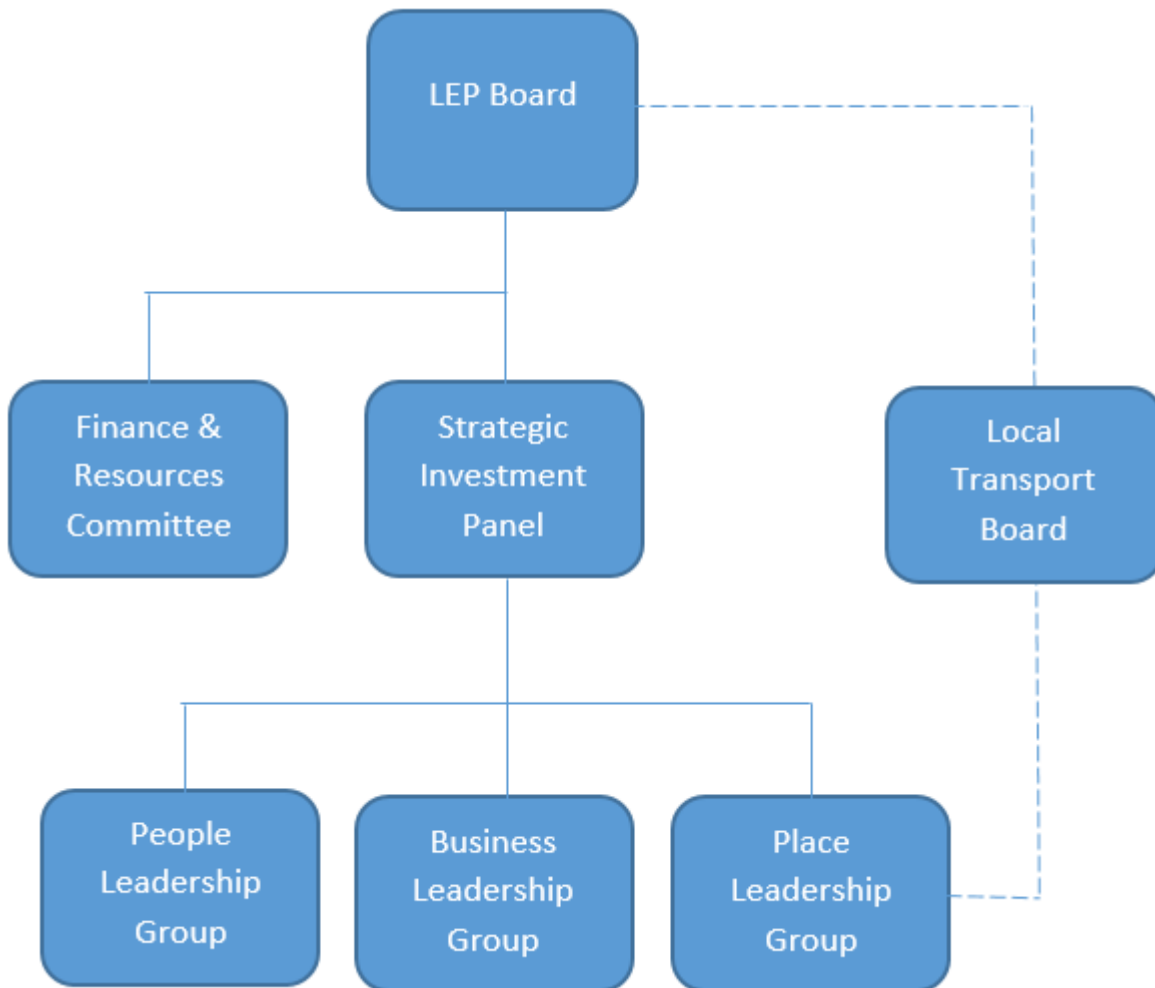 LEP Board
Finance &
Resources
Committee
Strategic
Investment
Panel
Local
Transport
Board
People
Leadership
Group
Business
Leadership
Group
Place
Leadership
Group